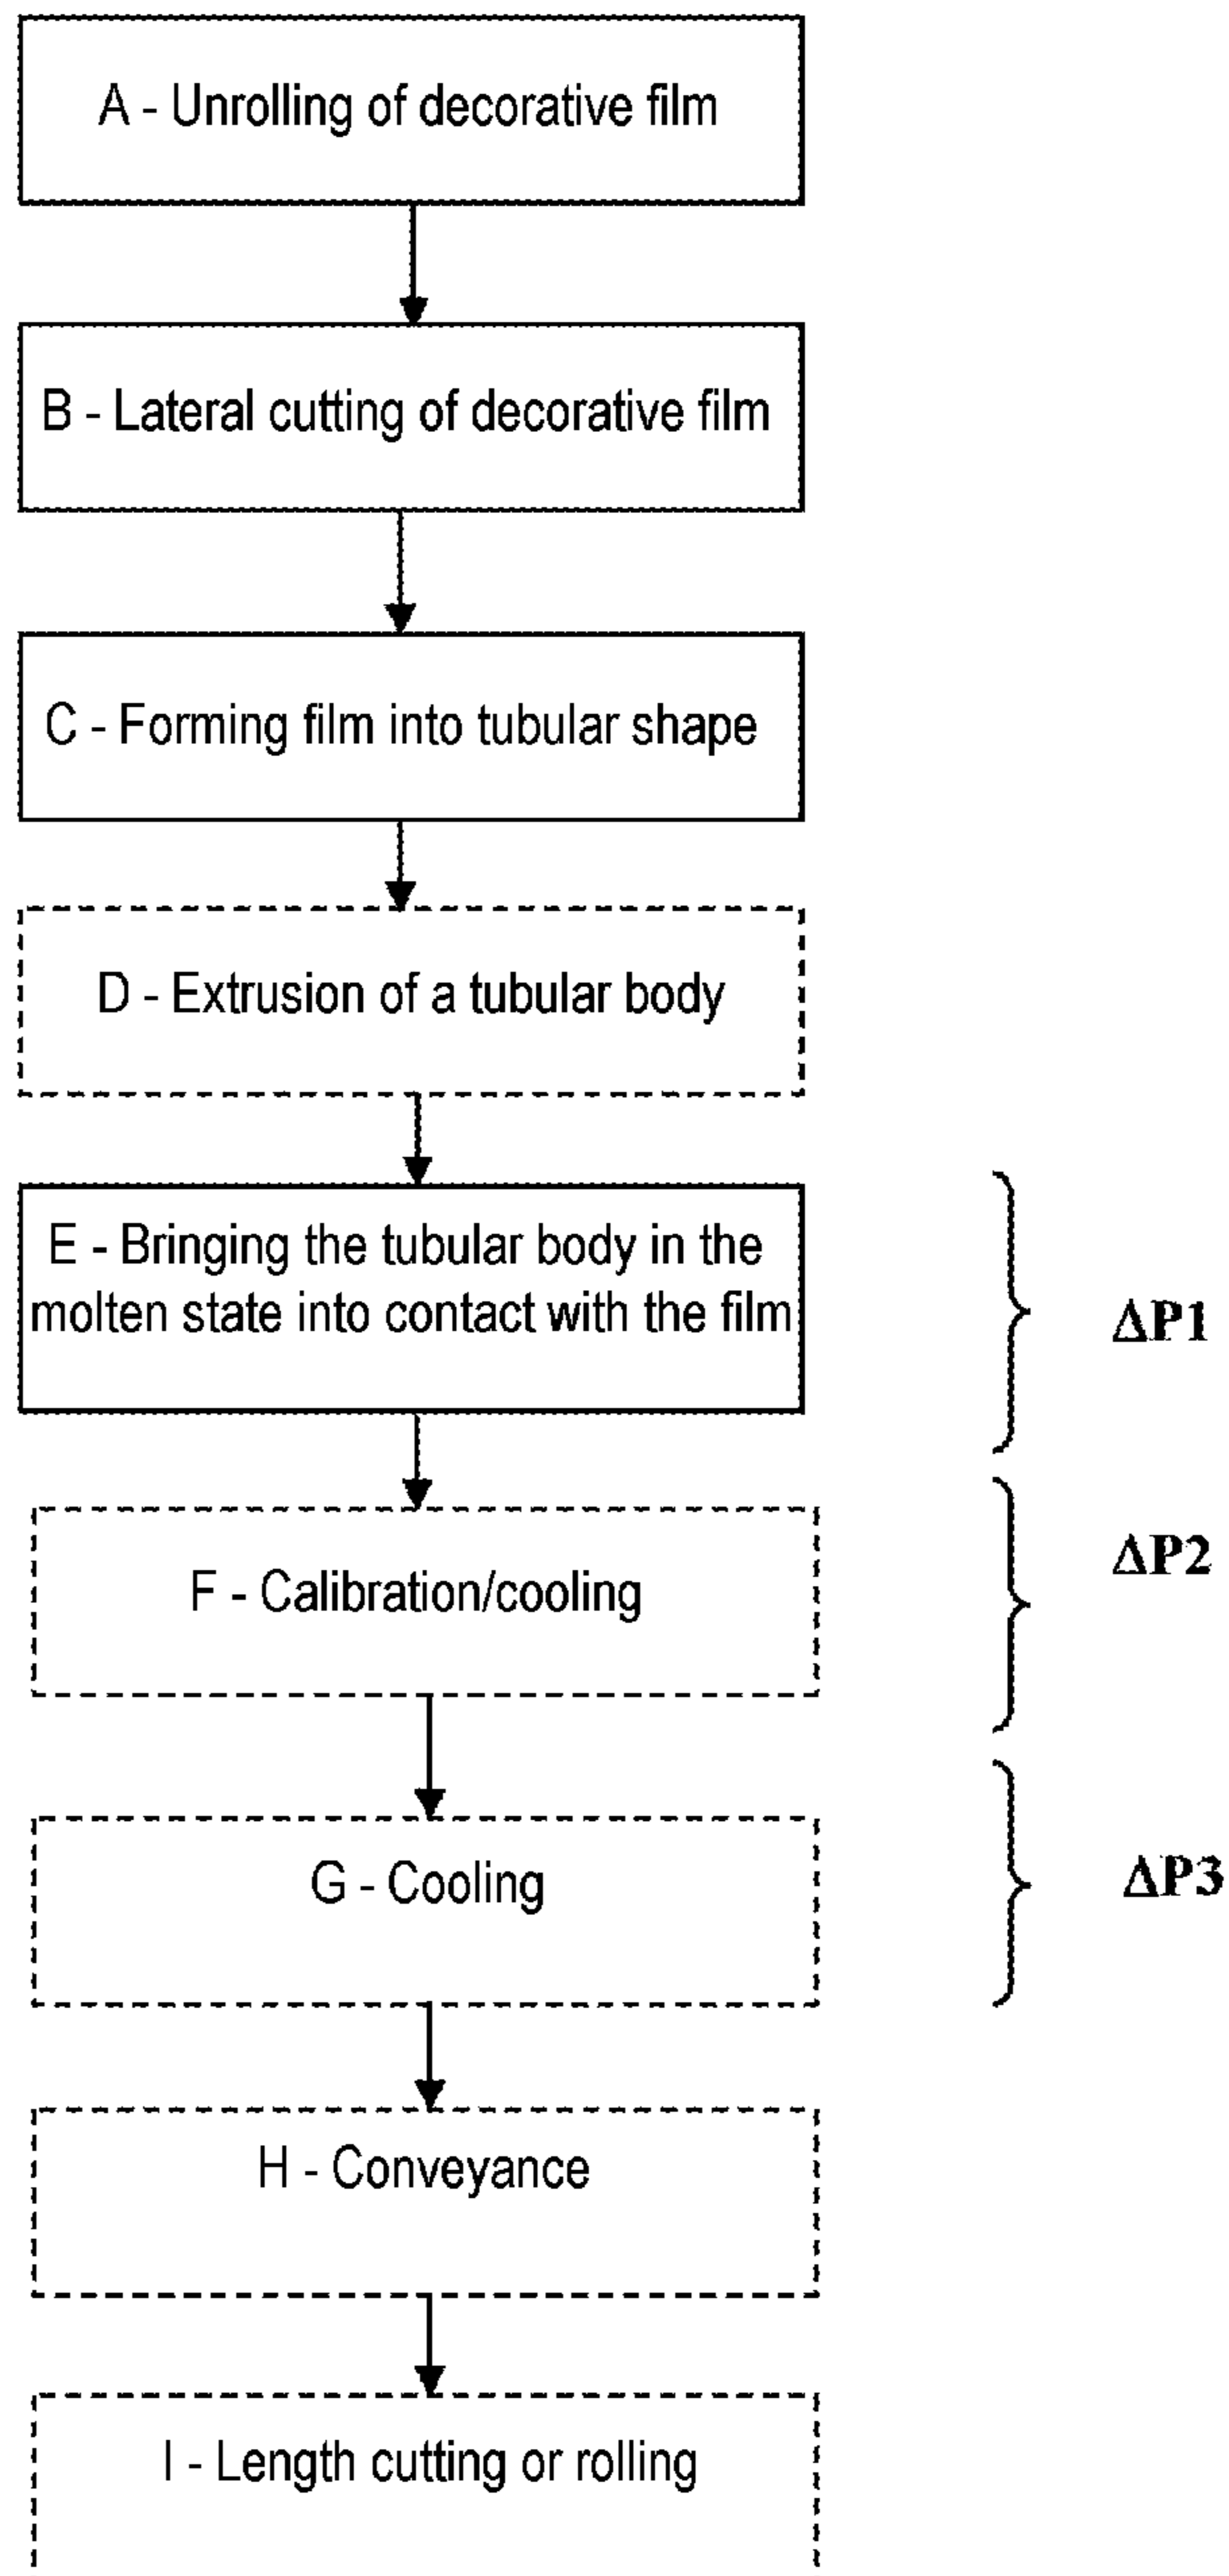 A - Unrolling of decorative film
B - Lateral cutting of decorative film
C - Forming film into tubular shape
D - Extrusion of a tubular body
E - Bringing the tubular body in the
molten state into contact with the film
ΔP1
F - Calibration/cooling
ΔP2
G - Cooling
ΔP3
H - Conveyance
I - Length cutting or rolling